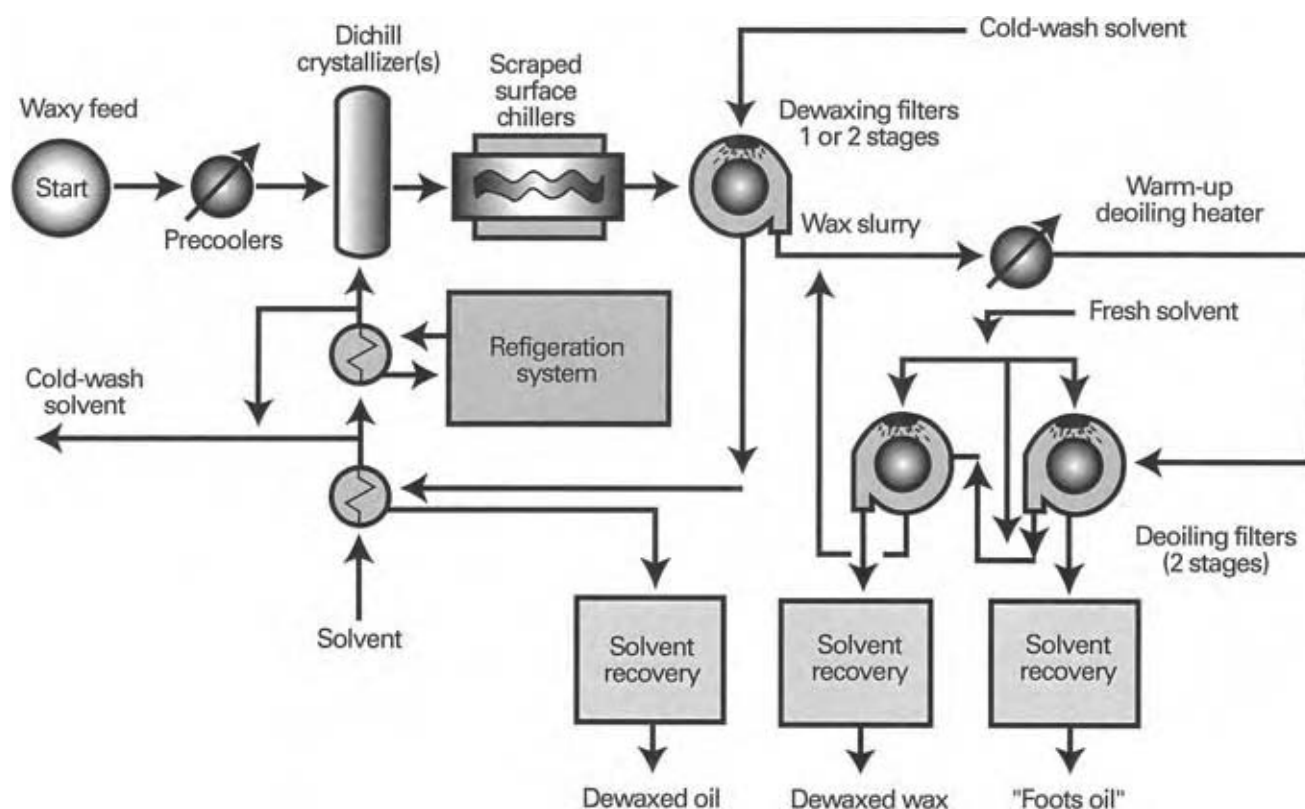 Dichill
crystallizer(s)
Waxy feed
Start
Precoolers
Scraped
surface
chillers
Cold-wash solvent
Dewaxing filters
1 or 2 stages
Wax slurry
Warm-up
deoiling heater
Fresh solvent
Refigeration
system
Cold-wash
solvent
Deoiling filters
(2 stages)
Solvent
Solvent
recovery
Solvent
recovery
Solvent
recovery
Dewaxed oil
Dewaxed wax
"Foots oil"